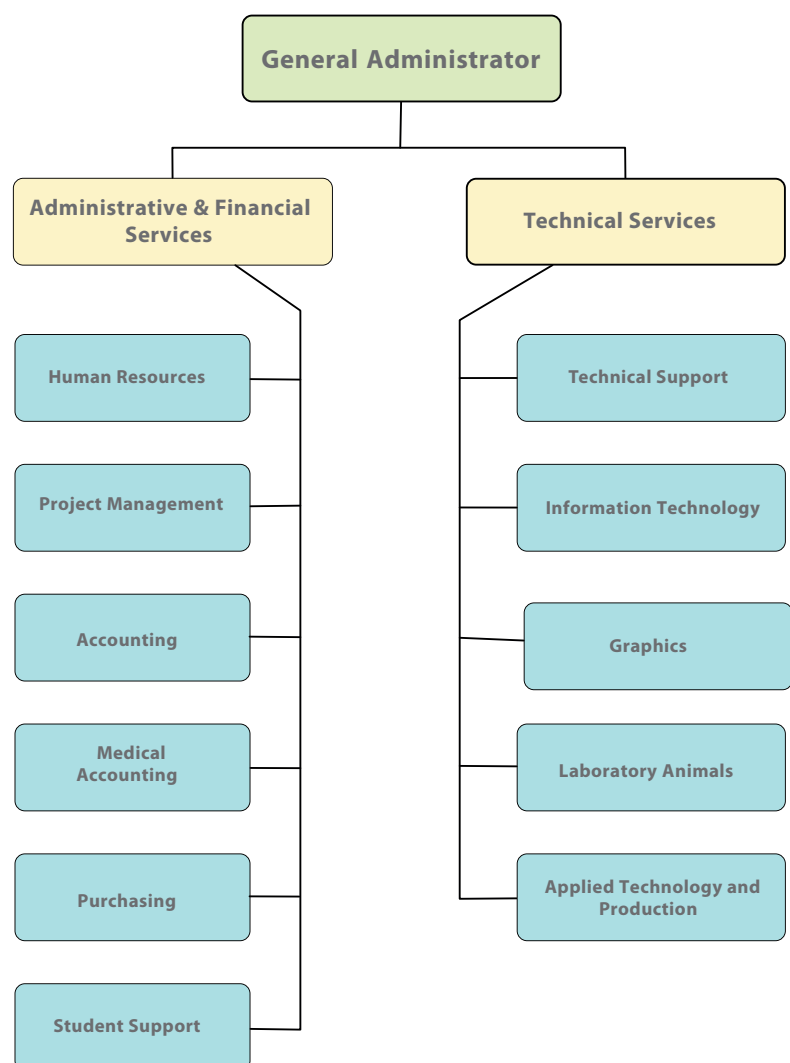 General Administrator
Administrative & Financial
Services
Technical Services
Human Resources
Project Management
Accounting
Medical
Accounting
Purchasing
Student Support
Technical Support
Information Technology
Graphics
Laboratory Animals
Applied Technology and
Production